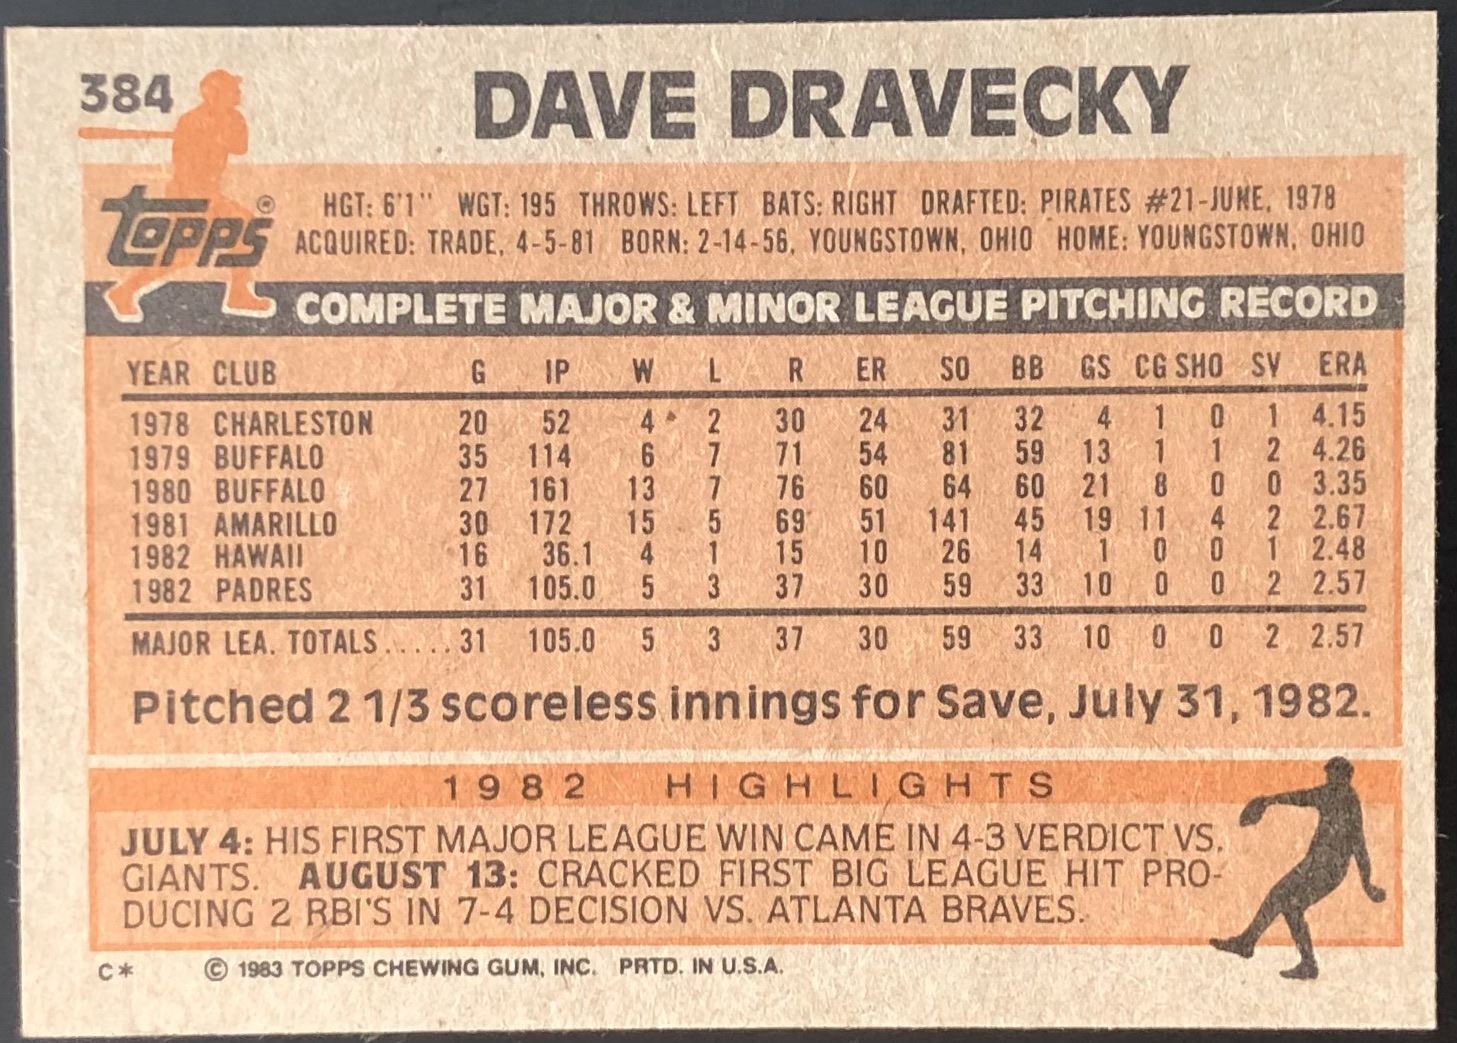 384
DAVE DRAVECKY
topps®
HGT: 6'1" WGT: 195 THROWS: LEFT BATS: RIGHT DRAFTED: PIRATES #21-JUNE, 1978
ACQUIRED: TRADE, 4-5-81 BORN: 2-14-56, YOUNGSTOWN, OHIO HOME: YOUNGSTOWN, OHIO
COMPLETE MAJOR & MINOR LEAGUE PITCHING RECORD
YEAR CLUB G IP W L R ER SO BB GS CG SHO SV ERA
1978 CHARLESTON 20 52 4 2 30 24 31 32 4 1 0 1 4.15
1979 BUFFALO 35 114 6 7 71 54 81 59 13 1 1 2 4.26
1980 BUFFALO 27 161 13 7 76 60 64 60 21 8 0 0 3.35
1981 AMARILLO 30 172 15 5 69 51 141 45 19 11 4 2 2.67
1982 HAWAII 16 36.1 4 1 15 10 26 14 1 0 0 1 2.48
1982 PADRES 31 105.0 5 3 37 30 59 33 10 0 0 2 2.57
MAJOR LEA. TOTALS..... 31 105.0 5 3 37 30 59 33 10 0 0 2 2.57
Pitched 2 1/3 scoreless innings for Save, July 31, 1982.
1982 HIGHLIGHTS
JULY 4: HIS FIRST MAJOR LEAGUE WIN CAME IN 4-3 VERDICT VS.
GIANTS. AUGUST 13: CRACKED FIRST BIG LEAGUE HIT PRO-
DUCING 2 RBI'S IN 7-4 DECISION VS. ATLANTA BRAVES.
C* © 1983 TOPPS CHEWING GUM, INC. PRTD. IN U.S.A.